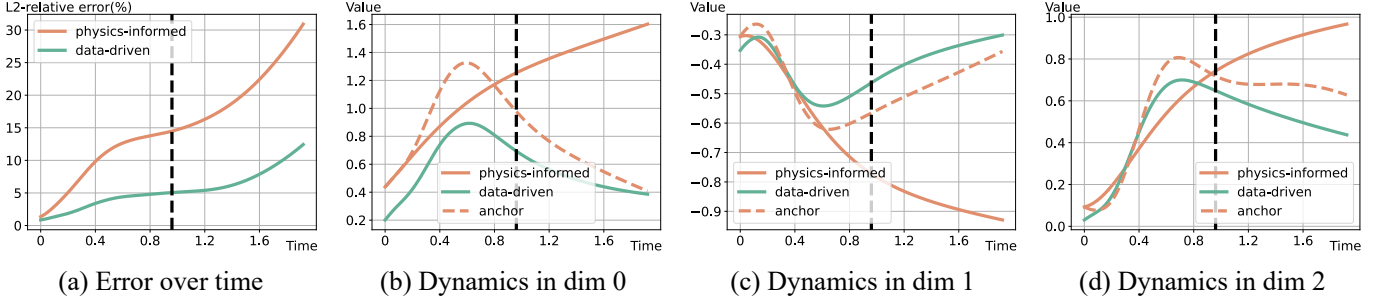 L2-relative error(%)
30
25
20
15
10
5
0
physics-informed
data-driven
0 0.4 0.8 1.2 1.6 Time
(a) Error over time
Value
1.6
1.4
1.2
1.0
0.8
0.6
0.4
0.2
physics-informed
data-driven
anchor
0 0.4 0.8 1.2 1.6 Time
(b) Dynamics in dim 0
Value
−0.3
−0.4
−0.5
−0.6
−0.7
−0.8
−0.9
physics-informed
data-driven
anchor
0 0.4 0.8 1.2 1.6 Time
(c) Dynamics in dim 1
Value
1.0
0.8
0.6
0.4
0.2
0.0
physics-informed
data-driven
anchor
0 0.4 0.8 1.2 1.6 Time
(d) Dynamics in dim 2